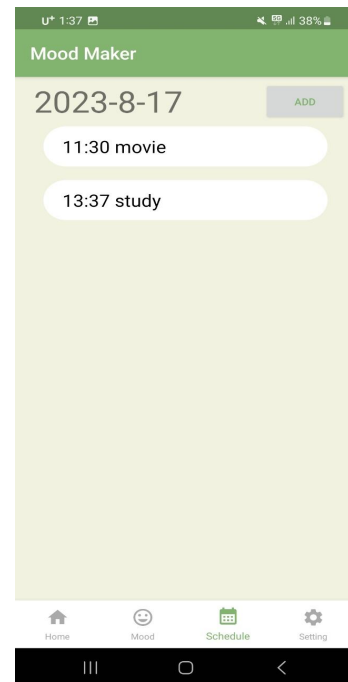 U+ 1:37 5G 38%
Mood Maker
2023-8-17 ADD
11:30 movie
13:37 study
Home Mood Schedule Setting